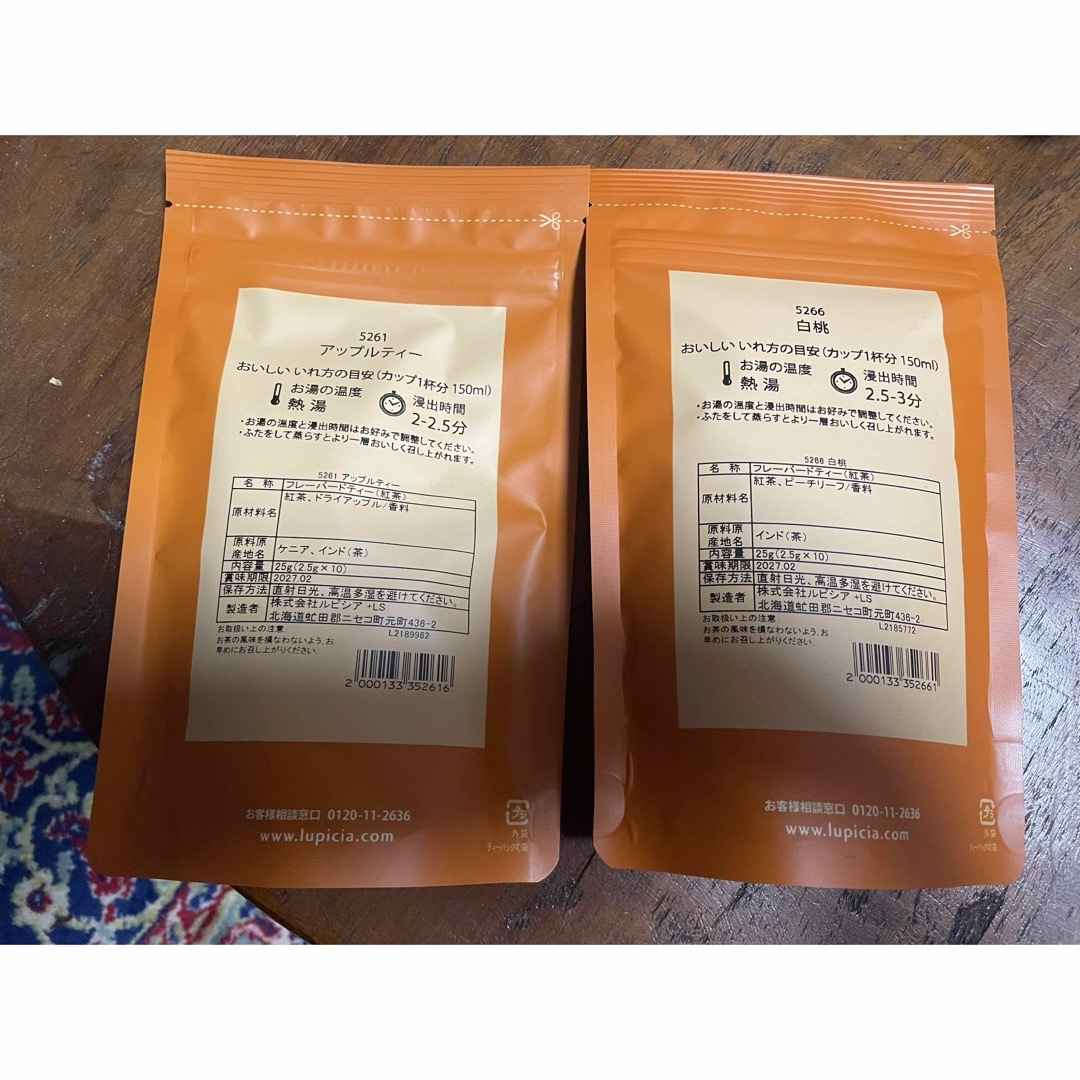 5261
アップルティー
おいしい いれ方の目安(カップ1杯分 150ml)
お湯の温度
熱湯
浸出時間
2-2.5分
・お湯の温度と浸出時間はお好みで調整してください。
・ふたをして蒸らすとより一層おいしく召し上がれます。
5261 アップルティー
名 称 フレーバードティー(紅茶)
原材料名 紅茶、ドライアップル/香料
原料原産地名 ケニア、インド(茶)
内容量 25g(2.5g×10)
賞味期限 2027.02
保存方法 直射日光、高温多湿を避けてください。
製造者 株式会社ルピシア +LS
北海道虻田郡ニセコ町元町436-2
L2189962
お取扱い上の注意
お茶の風味を損なわないよう、お
早めにお召し上がりください。
2 000133 352616
お客様相談窓口 0120-11-2636
www.lupicia.com
プラ
外袋
ティーバッグの袋
5266
白桃
おいしい いれ方の目安(カップ1杯分 150ml)
お湯の温度
熱湯
浸出時間
2.5-3分
・お湯の温度と浸出時間はお好みで調整してください。
・ふたをして蒸らすとより一層おいしく召し上がれます。
5266 白桃
名 称 フレーバードティー(紅茶)
原材料名 紅茶、ピーチリーフ/香料
原料原産地名 インド(茶)
内容量 25g(2.5g×10)
賞味期限 2027.02
保存方法 直射日光、高温多湿を避けてください。
製造者 株式会社ルピシア +LS
北海道虻田郡ニセコ町元町436-2
L2185772
お取扱い上の注意
お茶の風味を損なわないよう、お
早めにお召し上がりください。
2 000133 352661
お客様相談窓口 0120-11-2636
www.lupicia.com
プラ
外袋
ティーバッグの袋